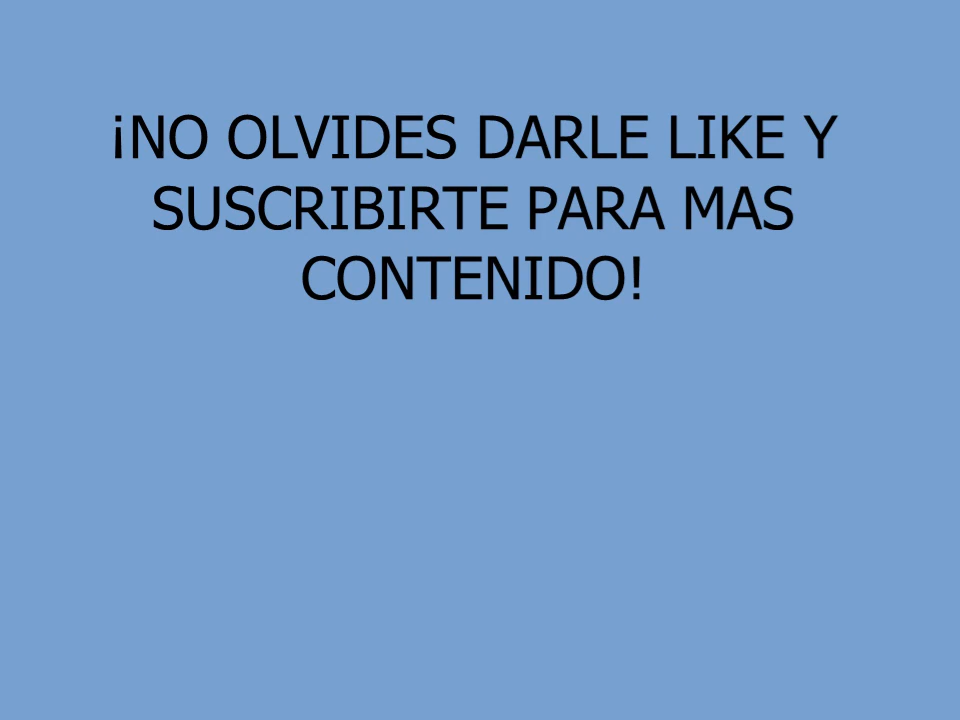 ¡NO OLVIDES DARLE LIKE Y
SUSCRIBIRTE PARA MAS
CONTENIDO!